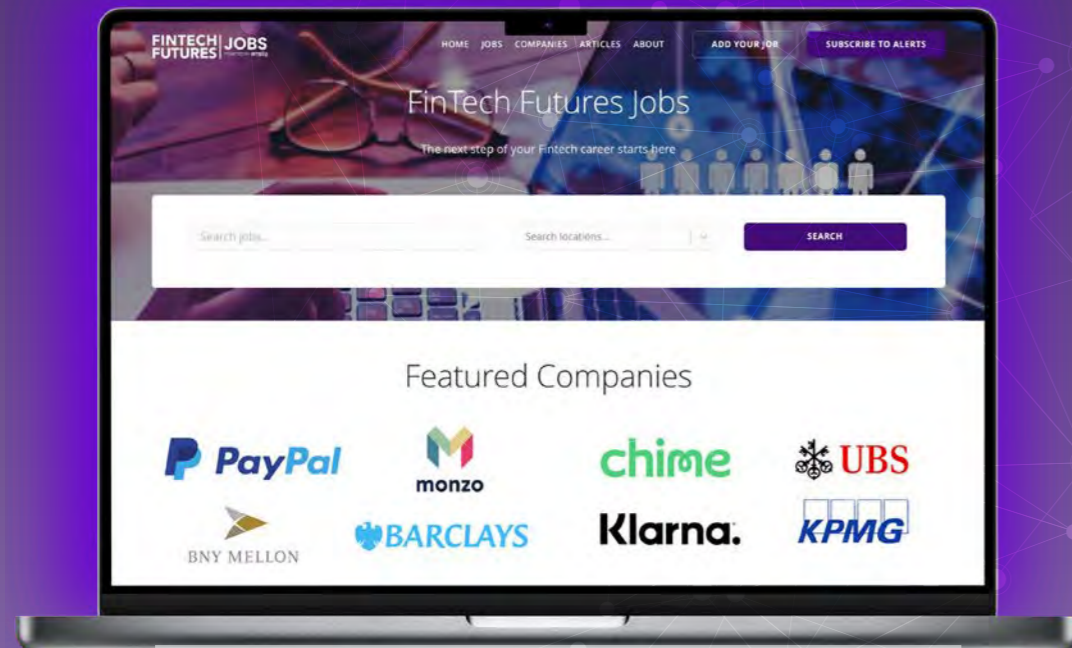 FINTECH FUTURES JOBS
HOME JOBS COMPANIES ARTICLES ABOUT ADD YOUR JOB SUBSCRIBE TO ALERTS
FinTech Futures Jobs
The next step of your Fintech career starts here
Search jobs... Search locations... SEARCH
Featured Companies
PayPal monzo chime UBS
BNY MELLON BARCLAYS Klarna. KPMG